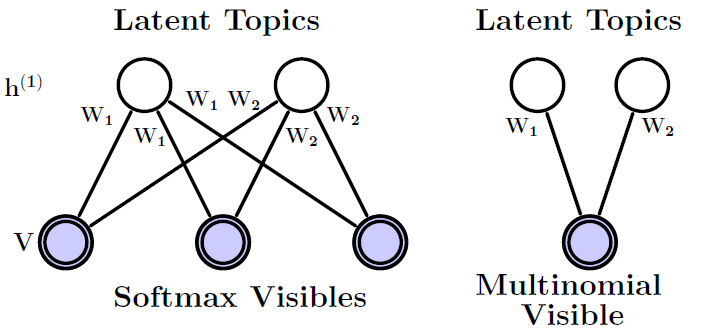 Latent Topics
Latent Topics
h(1)
W1
W1
W1 W2
W2
W2
W1
W2
V
Softmax Visibles
Multinomial
Visible